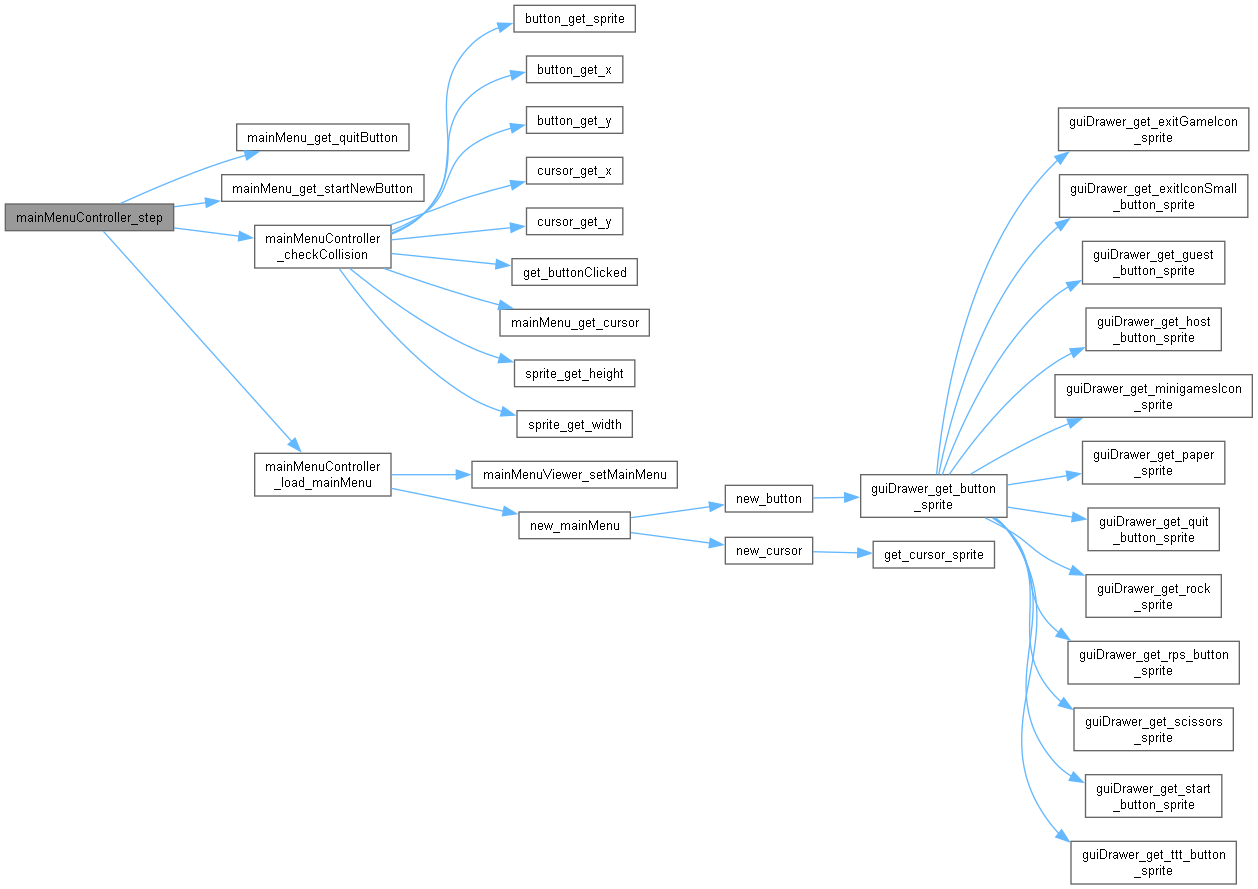 mainMenuController_step
mainMenu_get_quitButton
mainMenu_get_startNewButton
mainMenuController
_checkCollision
mainMenuController
_load_mainMenu
button_get_sprite
button_get_x
button_get_y
cursor_get_x
cursor_get_y
get_buttonClicked
mainMenu_get_cursor
sprite_get_height
sprite_get_width
mainMenuViewer_setMainMenu
new_mainMenu
new_button
new_cursor
guiDrawer_get_button
_sprite
get_cursor_sprite
guiDrawer_get_exitGameIcon
_sprite
guiDrawer_get_exitIconSmall
_button_sprite
guiDrawer_get_guest
_button_sprite
guiDrawer_get_host
_button_sprite
guiDrawer_get_minigamesIcon
_sprite
guiDrawer_get_paper
_sprite
guiDrawer_get_quit
_button_sprite
guiDrawer_get_rock
_sprite
guiDrawer_get_rps_button
_sprite
guiDrawer_get_scissors
_sprite
guiDrawer_get_start
_button_sprite
guiDrawer_get_ttt_button
_sprite